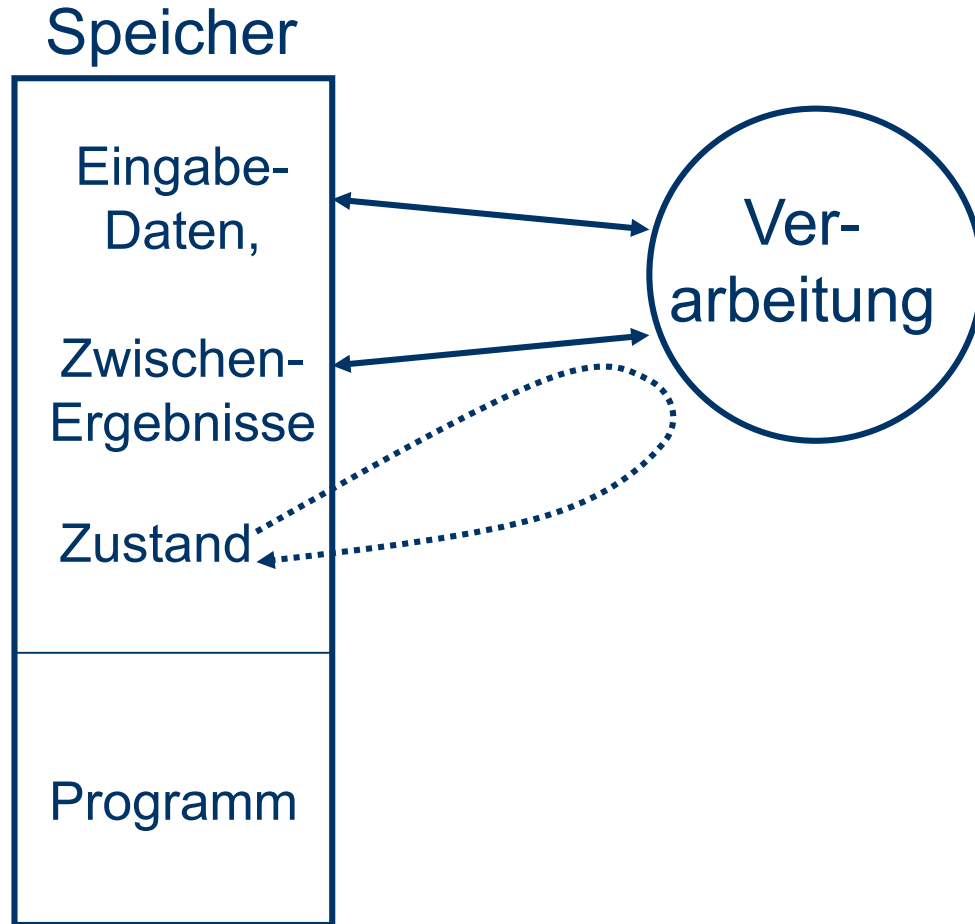 Speicher
Eingabe-
Daten,
Zwischen-
Ergebnisse
Zustand
Programm
Ver-
arbeitung